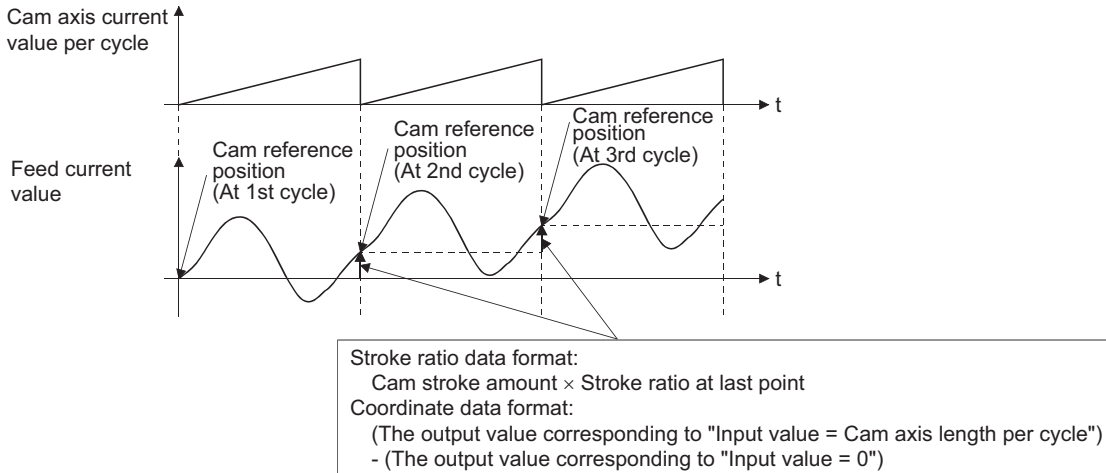 Cam axis current
value per cycle
t
Cam reference
position
(At 1st cycle)
Cam reference
position
(At 2nd cycle)
Cam reference
position
(At 3rd cycle)
Feed current
value
t
Stroke ratio data format:
Cam stroke amount × Stroke ratio at last point
Coordinate data format:
(The output value corresponding to "Input value = Cam axis length per cycle")
- (The output value corresponding to "Input value = 0")